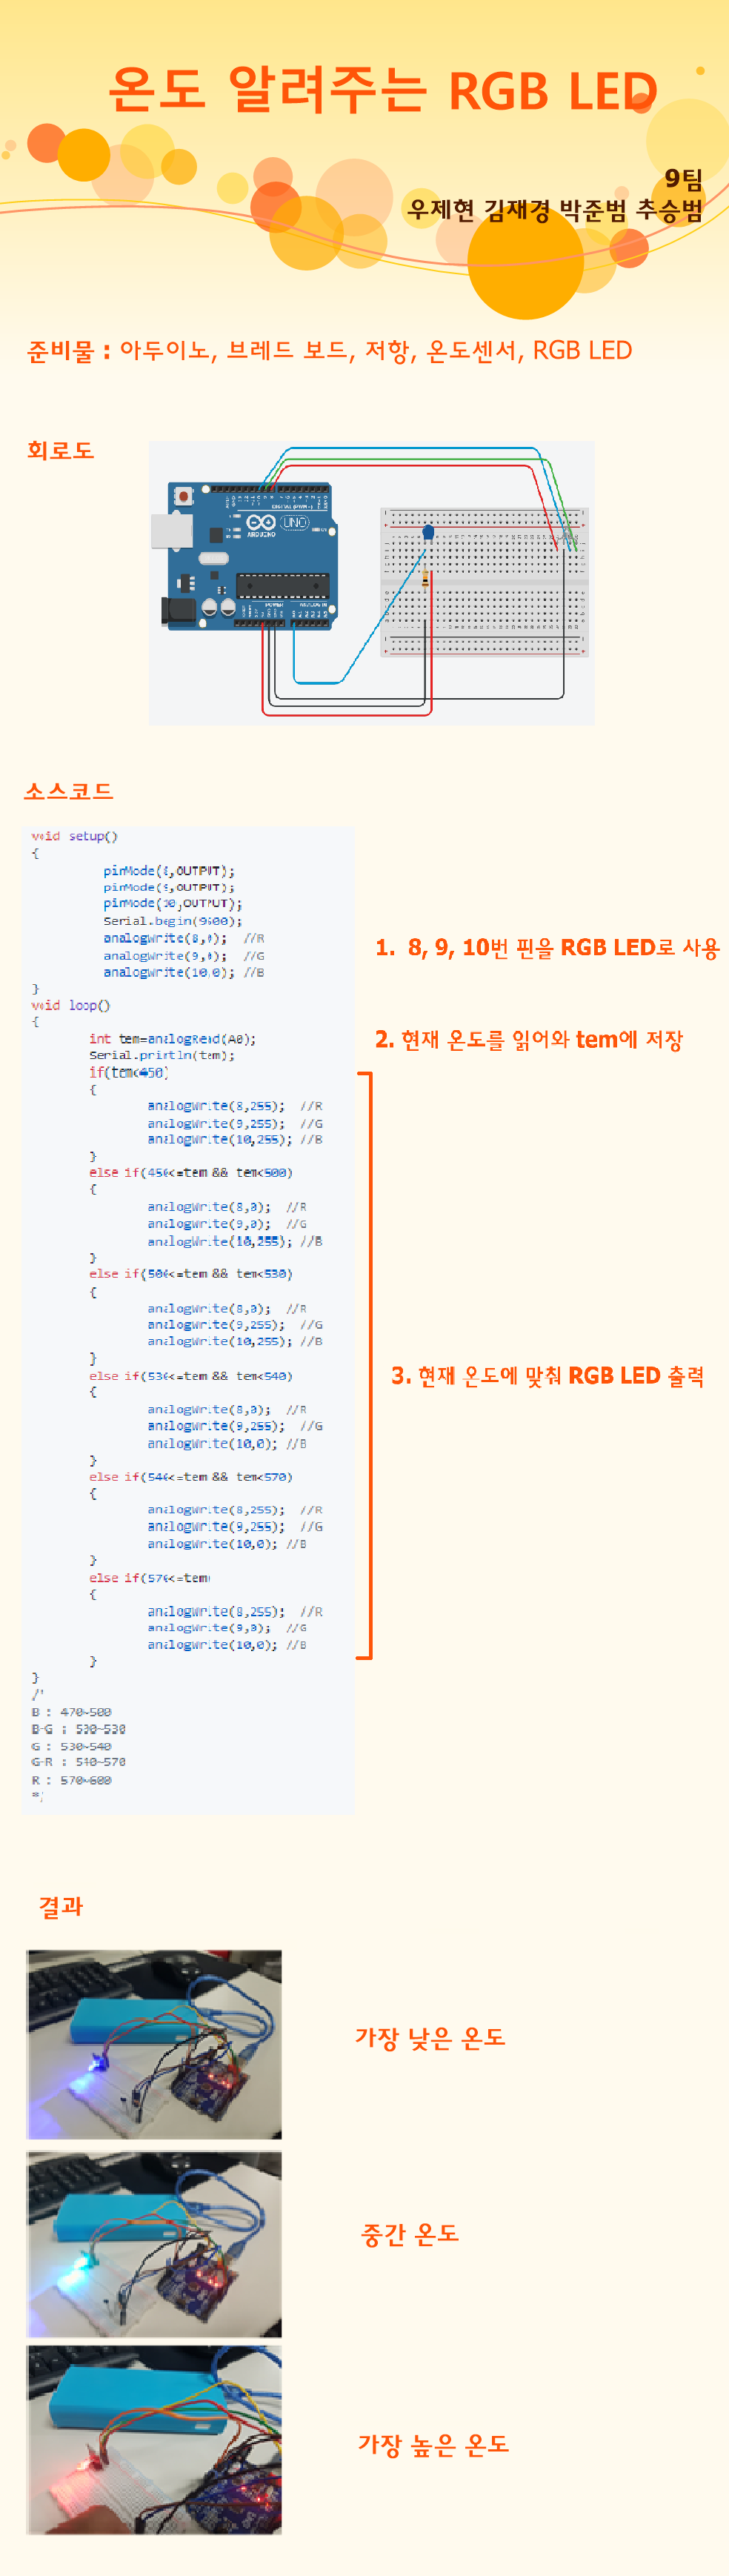 온도 알려주는 RGB LED
9팀
우제현 김재경 박준범 추승범
준비물 : 아두이노, 브레드 보드, 저항, 온도센서, RGB LED
회로도
ARDUINO
UNO
POWER
ANALOG IN
소스코드
void setup()
{
pinMode(8,OUTPUT);
pinMode(9,OUTPUT);
pinMode(10,OUTPUT);
Serial.begin(9600);
analogWrite(8,0); //R
analogWrite(9,0); //G
analogWrite(10,0); //B
}
1. 8, 9, 10번 핀을 RGB LED로 사용
void loop()
{
int tem=analogRead(A0);
Serial.println(tem);
2. 현재 온도를 읽어와 tem에 저장
if(tem<450)
{
analogWrite(8,255); //R
analogWrite(9,255); //G
analogWrite(10,255); //B
}
else if(450<=tem && tem<500)
{
analogWrite(8,0); //R
analogWrite(9,0); //G
analogWrite(10,255); //B
}
else if(500<=tem && tem<530)
{
analogWrite(8,0); //R
analogWrite(9,255); //G
analogWrite(10,255); //B
}
else if(530<=tem && tem<540)
{
analogWrite(8,0); //R
analogWrite(9,255); //G
analogWrite(10,0); //B
}
else if(540<=tem && tem<570)
{
analogWrite(8,255); //R
analogWrite(9,255); //G
analogWrite(10,0); //B
}
else if(570<=tem)
{
analogWrite(8,255); //R
analogWrite(9,0); //G
analogWrite(10,0); //B
}
3. 현재 온도에 맞춰 RGB LED 출력
}
/*
B : 470~500
B-G : 500~530
G : 530~540
G-R : 540~570
R : 570~600
*/
결과
가장 낮은 온도
중간 온도
가장 높은 온도